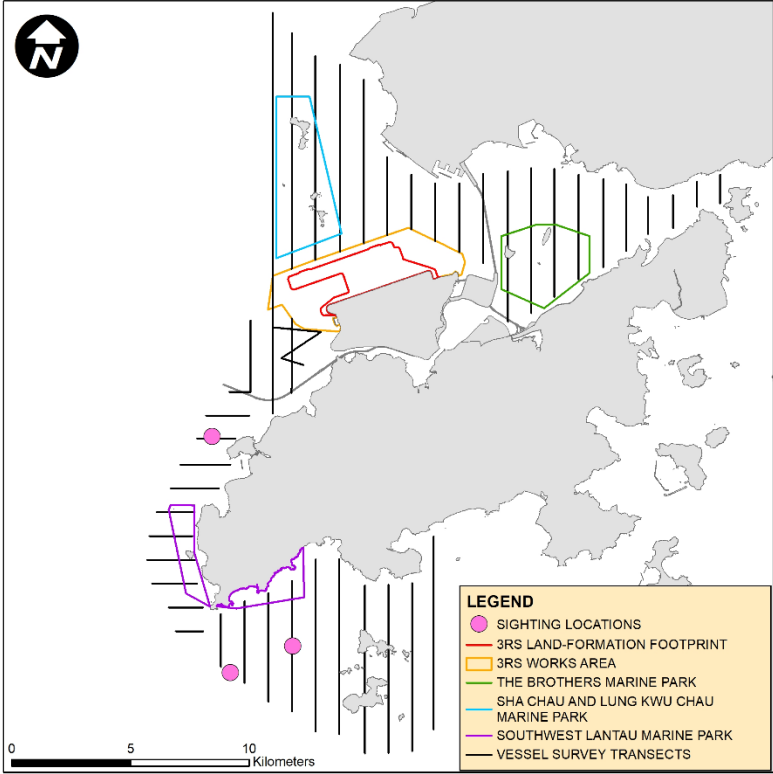 N
LEGEND
SIGHTING LOCATIONS
3RS LAND-FORMATION FOOTPRINT
3RS WORKS AREA
THE BROTHERS MARINE PARK
SHA CHAU AND LUNG KWU CHAU
MARINE PARK
SOUTHWEST LANTAU MARINE PARK
VESSEL SURVEY TRANSECTS
0 5 10
Kilometers